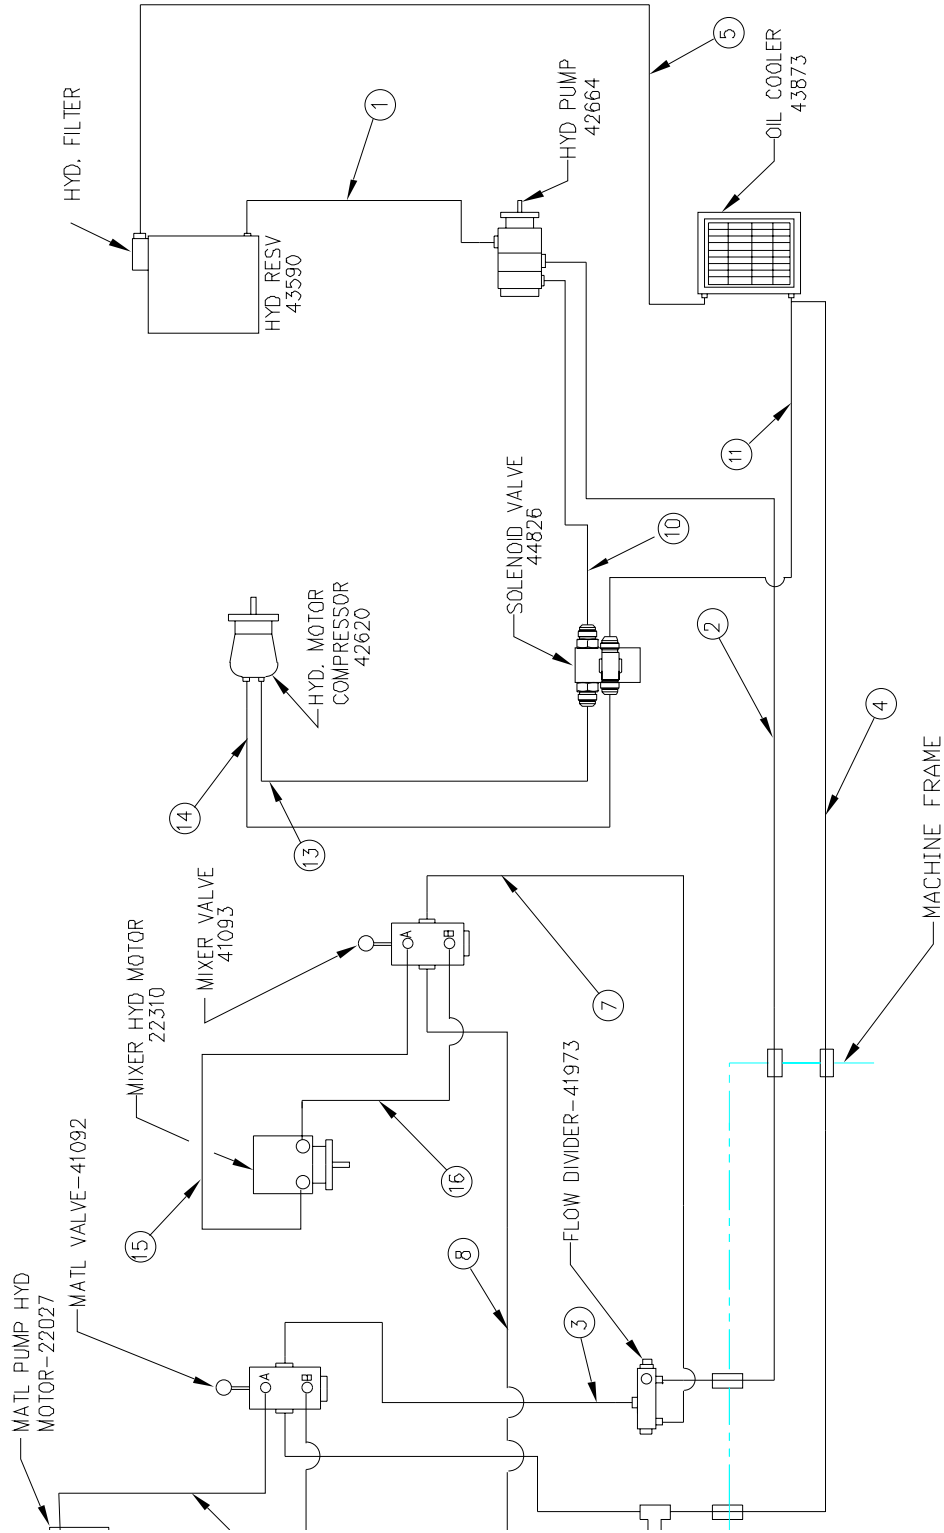 HYD. FILTER
1
5
OIL COOLER
43873
HYD PUMP
42664
HYD RESV
43590
11
SOLENOID VALVE
44826
10
HYD. MOTOR
COMPRESSOR
42620
2
4
14
13
MACHINE FRAME
MIXER VALVE
41093
A
B
MIXER HYD MOTOR
22310
7
FLOW DIVIDER-41973
16
15
MATL VALVE-41092
8
3
MATL PUMP HYD
MOTOR-22027
A
B